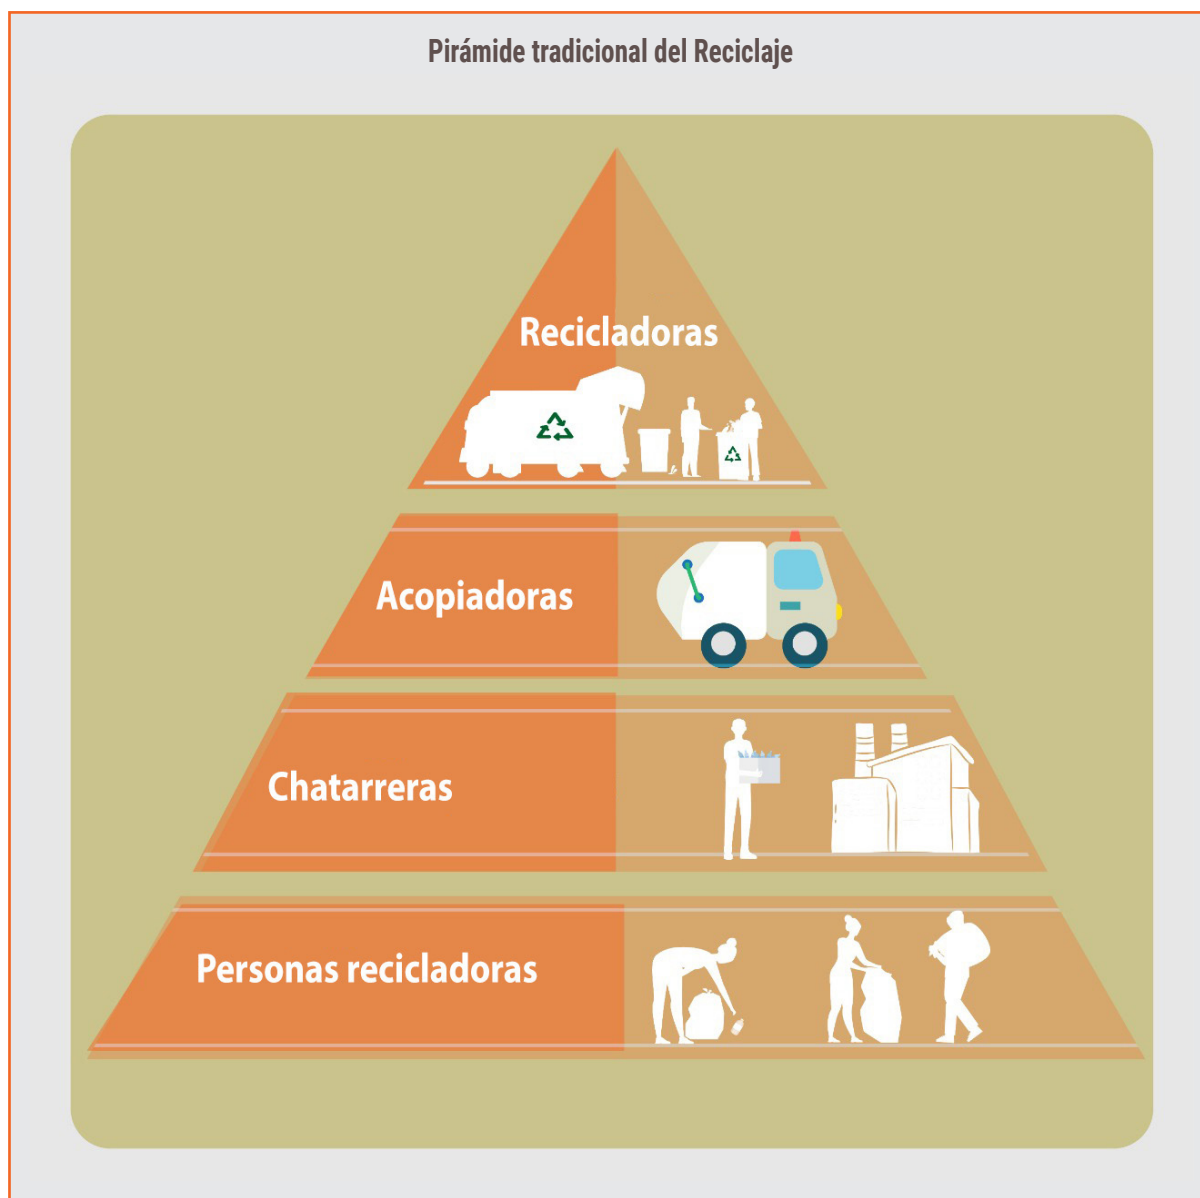 Pirámide tradicional del Reciclaje
Recicladoras
Acopiadoras
Chatarreras
Personas recicladoras